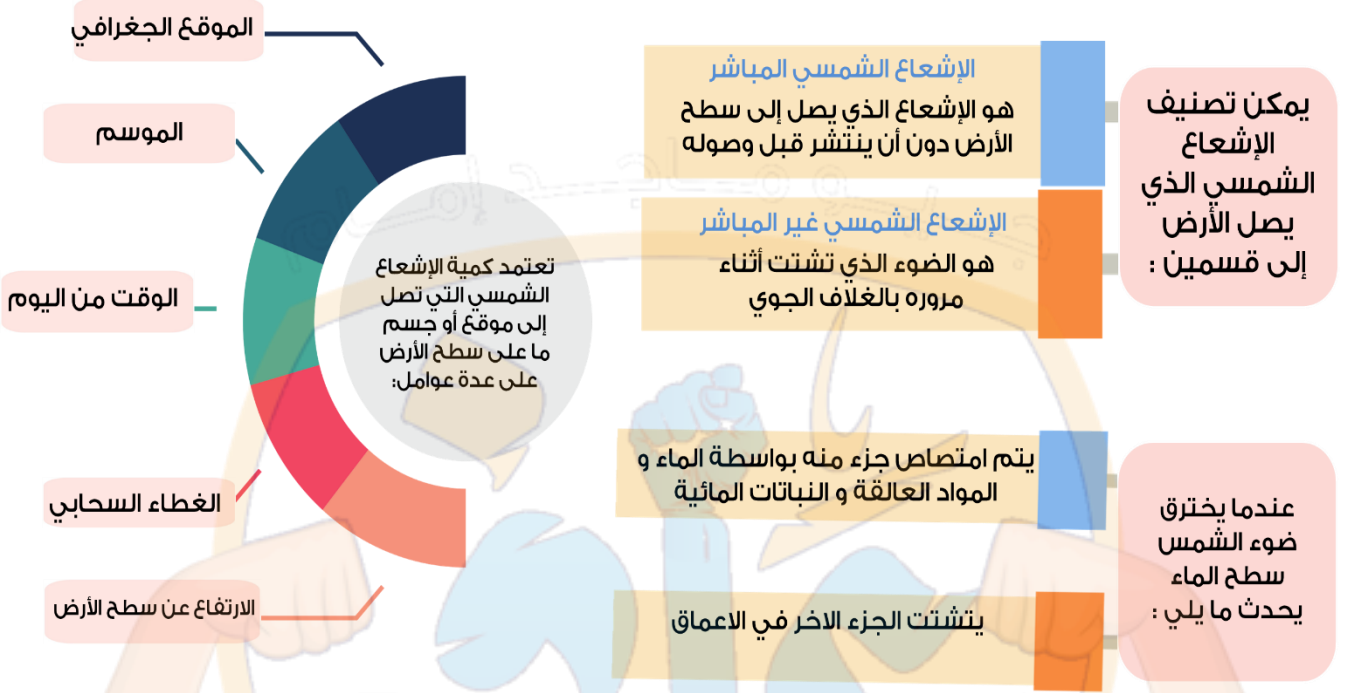 يمكن تصنيف
الإشعاع
الشمسي الذي
يصل الأرض
إلى قسمين :
الإشعاع الشمسي المباشر
هو الإشعاع الذي يصل إلى سطح
الأرض دون أن ينتشر قبل وصوله
الإشعاع الشمسي غير المباشر
هو الضوء الذي تشتت أثناء
مروره بالغلاف الجوي
عندما يخترق
ضوء الشمس
سطح الماء
يحدث ما يلي :
يتم امتصاص جزء منه بواسطة الماء و
المواد العالقة و النباتات المائية
يتشتت الجزء الاخر في الاعماق
تعتمد كمية الإشعاع
الشمسي التي تصل
إلى موقع أو جسم
ما على سطح الأرض
على عدة عوامل:
الموقع الجغرافي
الموسم
الوقت من اليوم
الغطاء السحابي
الارتفاع عن سطح الأرض